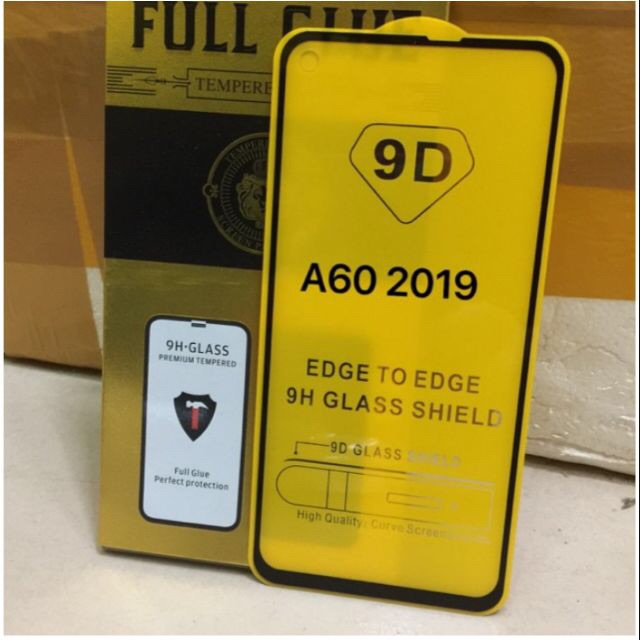 FULL GLUE
TEMPERE
9H-GLASS
PREMIUM TEMPERED
Full Glue
Perfect protection
9D
A60 2019
EDGE TO EDGE
9H GLASS SHIELD
9D GLASS SHIELD
High Quality: Curve Screen